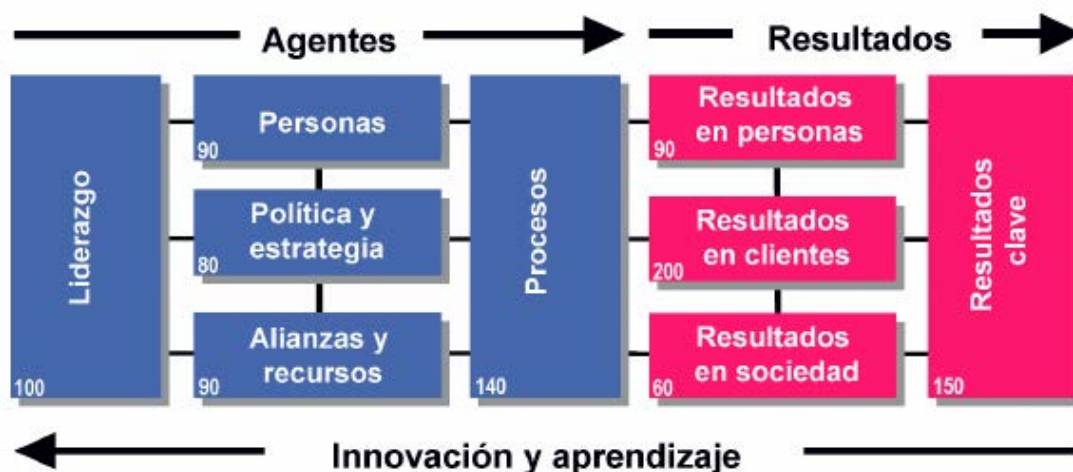 Agentes
Resultados
Liderazgo
100
Personas
90
Política y
estrategia
80
Alianzas y
recursos
90
Procesos
140
Resultados
en personas
90
Resultados
en clientes
200
Resultados
en sociedad
60
Resultados
clave
150
Innovación y aprendizaje